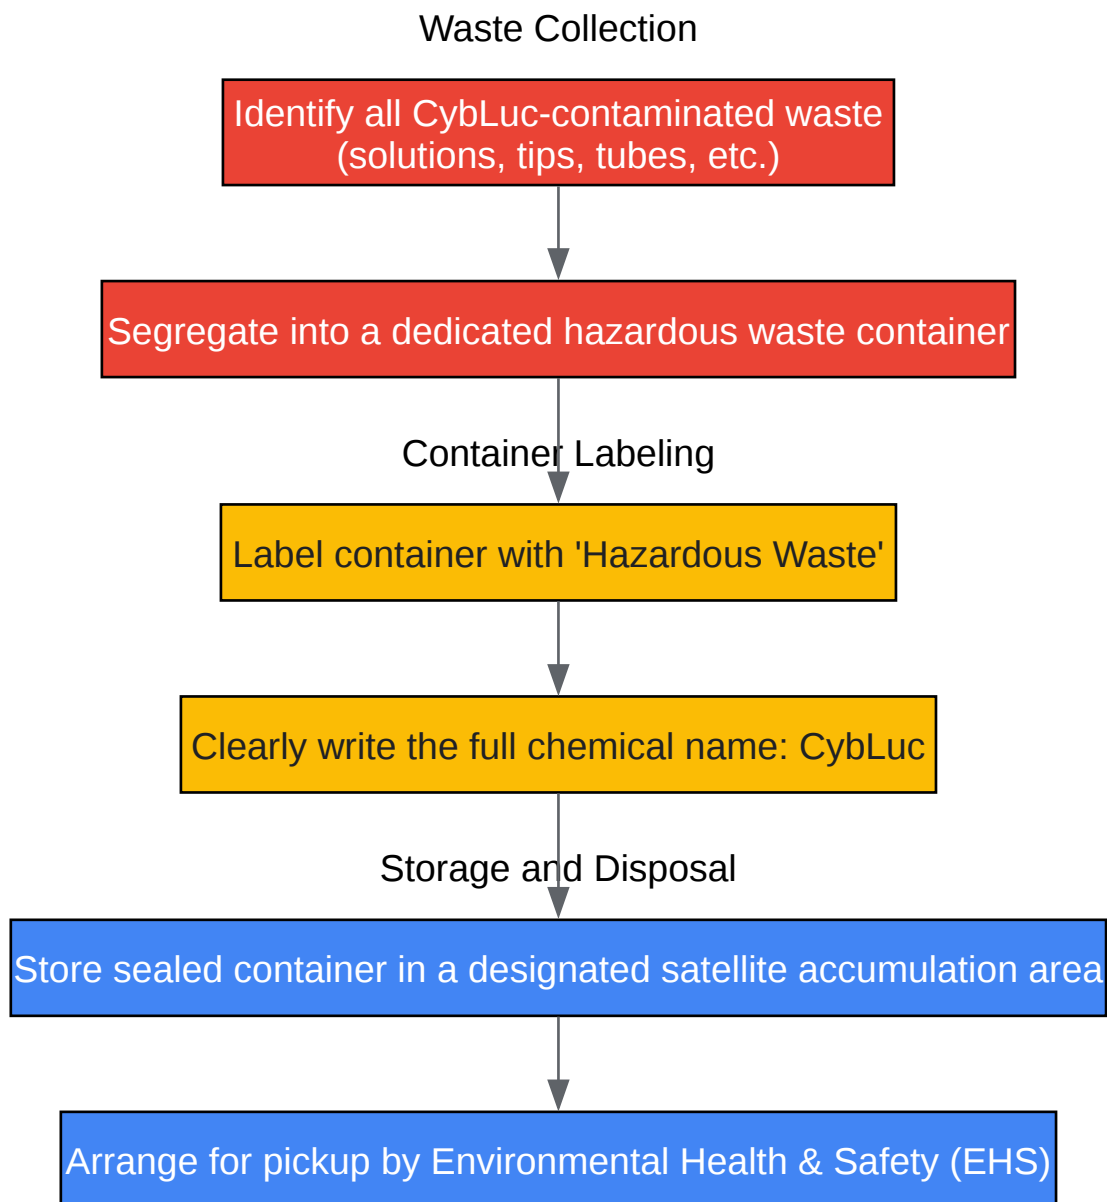 Waste Collection
Identify all CybLuc-contaminated waste
(solutions, tips, tubes, etc.)
Segregate into a dedicated hazardous waste container
Container Labeling
Label container with 'Hazardous Waste'
Clearly write the full chemical name: CybLuc
Storage and Disposal
Store sealed container in a designated satellite accumulation area
Arrange for pickup by Environmental Health & Safety (EHS)